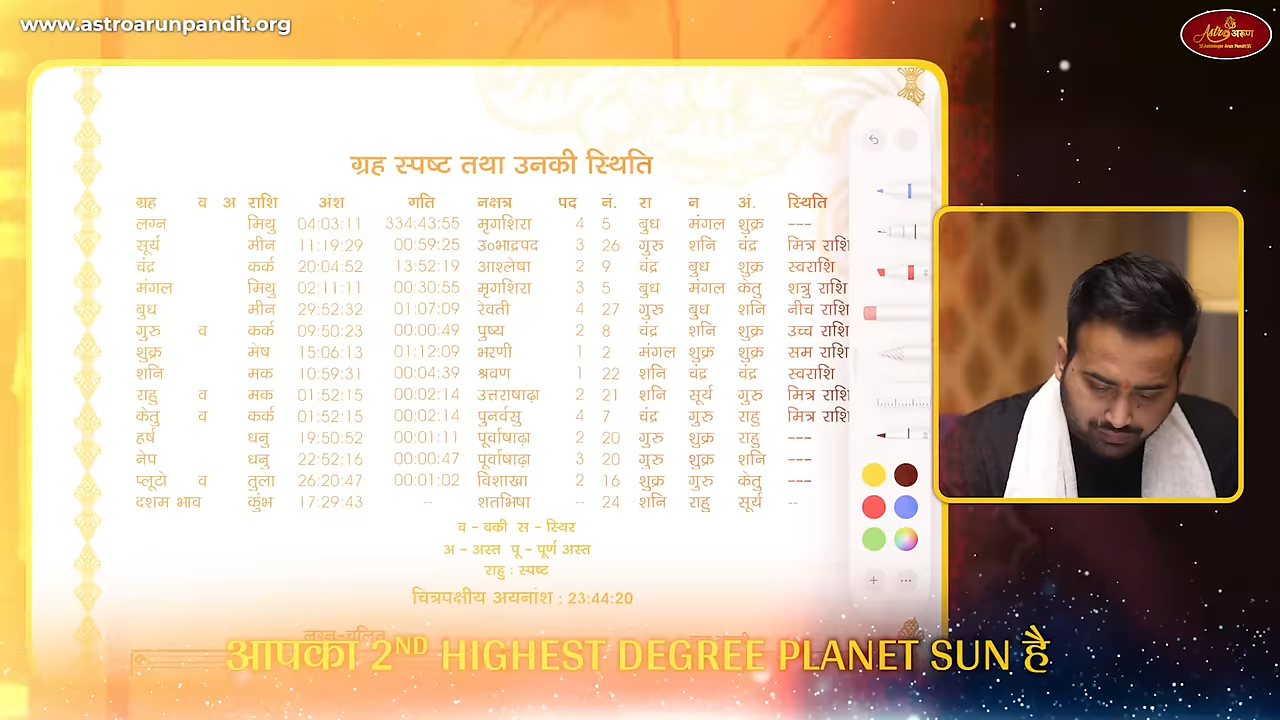 www.astroarunpandit.org
Astro अरुण
Astrologer Arun Pandit
ग्रह स्पष्ट तथा उनकी स्थिति
ग्रह व अ राशि अंश गति नक्षत्र पद नं. रा न अं. स्थिति
लग्न मिथु 04:03:11 334:43:55 मृगशिरा 4 5 बुध मंगल शुक्र ---
सूर्य मीन 11:19:29 00:59:25 उ०भाद्रपद 3 26 गुरु शनि चंद्र मित्र राशि
चंद्र कर्क 20:04:52 13:52:19 आश्लेषा 2 9 चंद्र बुध शुक्र स्वराशि
मंगल मिथु 02:11:11 00:30:55 मृगशिरा 3 5 बुध मंगल केतु शत्रु राशि
बुध मीन 29:52:32 01:07:09 रेवती 4 27 गुरु बुध शनि नीच राशि
गुरु व कर्क 09:50:23 00:00:49 पुष्य 2 8 चंद्र शनि शुक्र उच्च राशि
शुक्र मेष 15:06:13 01:12:09 भरणी 1 2 मंगल शुक्र शुक्र सम राशि
शनि मक 10:59:31 00:04:39 श्रवण 1 22 शनि चंद्र चंद्र स्वराशि
राहु व मक 01:52:15 00:02:14 उत्तराषाढ़ा 2 21 शनि सूर्य गुरु मित्र राशि
केतु व कर्क 01:52:15 00:02:14 पुनर्वसु 4 7 चंद्र गुरु राहु मित्र राशि
हर्ष धनु 19:50:52 00:01:11 पूर्वाषाढ़ा 2 20 गुरु शुक्र राहु ---
नेप धनु 22:52:16 00:00:47 पूर्वाषाढ़ा 3 20 गुरु शुक्र शनि ---
प्लूटो व तुला 26:20:47 00:01:02 विशाखा 2 16 शुक्र गुरु केतु ---
दशम भाव कुंभ 17:29:43 -- शतभिषा -- 24 शनि राहु सूर्य --
व - वकी स - स्थिर
अ - अस्त पू - पूर्ण अस्त
राहु : स्पष्ट
चित्रपक्षीय अयनांश : 23:44:20
लग्न-चलित
आपका 2ND HIGHEST DEGREE PLANET SUN है